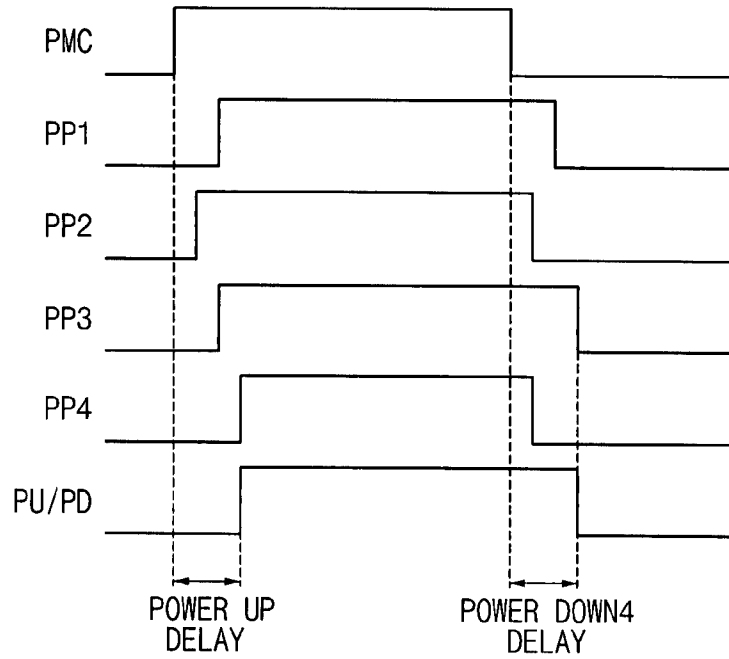 PMC
PP1
PP2
PP3
PP4
PU/PD
POWER UP
DELAY
POWER DOWN4
DELAY